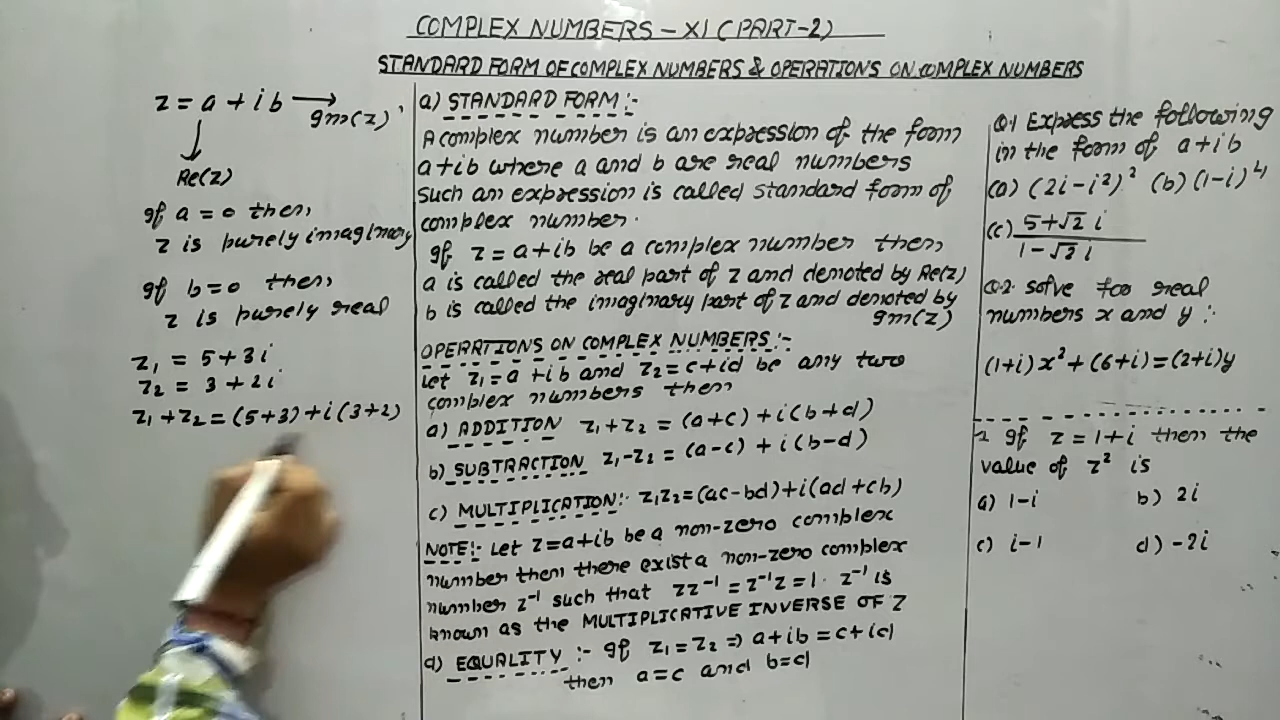 COMPLEX NUMBERS - XI (PART-2)
STANDARD FORM OF COMPLEX NUMBERS & OPERATIONS ON COMPLEX NUMBERS
z = a + ib → Im(z)
↓
Re(z)
If a = 0 then,
z is purely imaginary
If b = 0 then,
z is purely real
z₁ = 5 + 3i
z₂ = 3 + 2i
z₁ + z₂ = (5+3) + i(3+2)
a) STANDARD FORM :-
A complex number is an expression of the form
a+ib where a and b are real numbers
such an expression is called standard form of
complex number.
If z = a+ib be a complex number then,
a is called the real part of z and denoted by Re(z)
b is called the imaginary part of z and denoted by
Im(z)
OPERATIONS ON COMPLEX NUMBERS :-
Let z₁ = a + ib and z₂ = c+id be any two
complex numbers then
a) ADDITION z₁+z₂ = (a+c) + i(b+d)
b) SUBTRACTION z₁-z₂ = (a-c) + i(b-d)
c) MULTIPLICATION :- z₁z₂ = (ac-bd)+i(ad+cb)
NOTE :- Let z=a+ib be a non-zero complex
number then there exist a non-zero complex
number z⁻¹ such that zz⁻¹ = z⁻¹z = 1. z⁻¹ is
known as the MULTIPLICATIVE INVERSE OF Z
d) EQUALITY :- If z₁ = z₂ ⇒ a+ib = c+id
then a=c and b=d
Q.1 Express the following
in the form of a+ib
(a) (2i-i²)² (b) (1-i)⁴
(c) (5+√2 i)/(1-√2 i)
Q.2. solve for real
numbers x and y :
(1+i)x² + (6+i) = (2+i)y
If z = 1+i then the
value of z² is
a) 1-i b) 2i
c) i-1 d) -2i